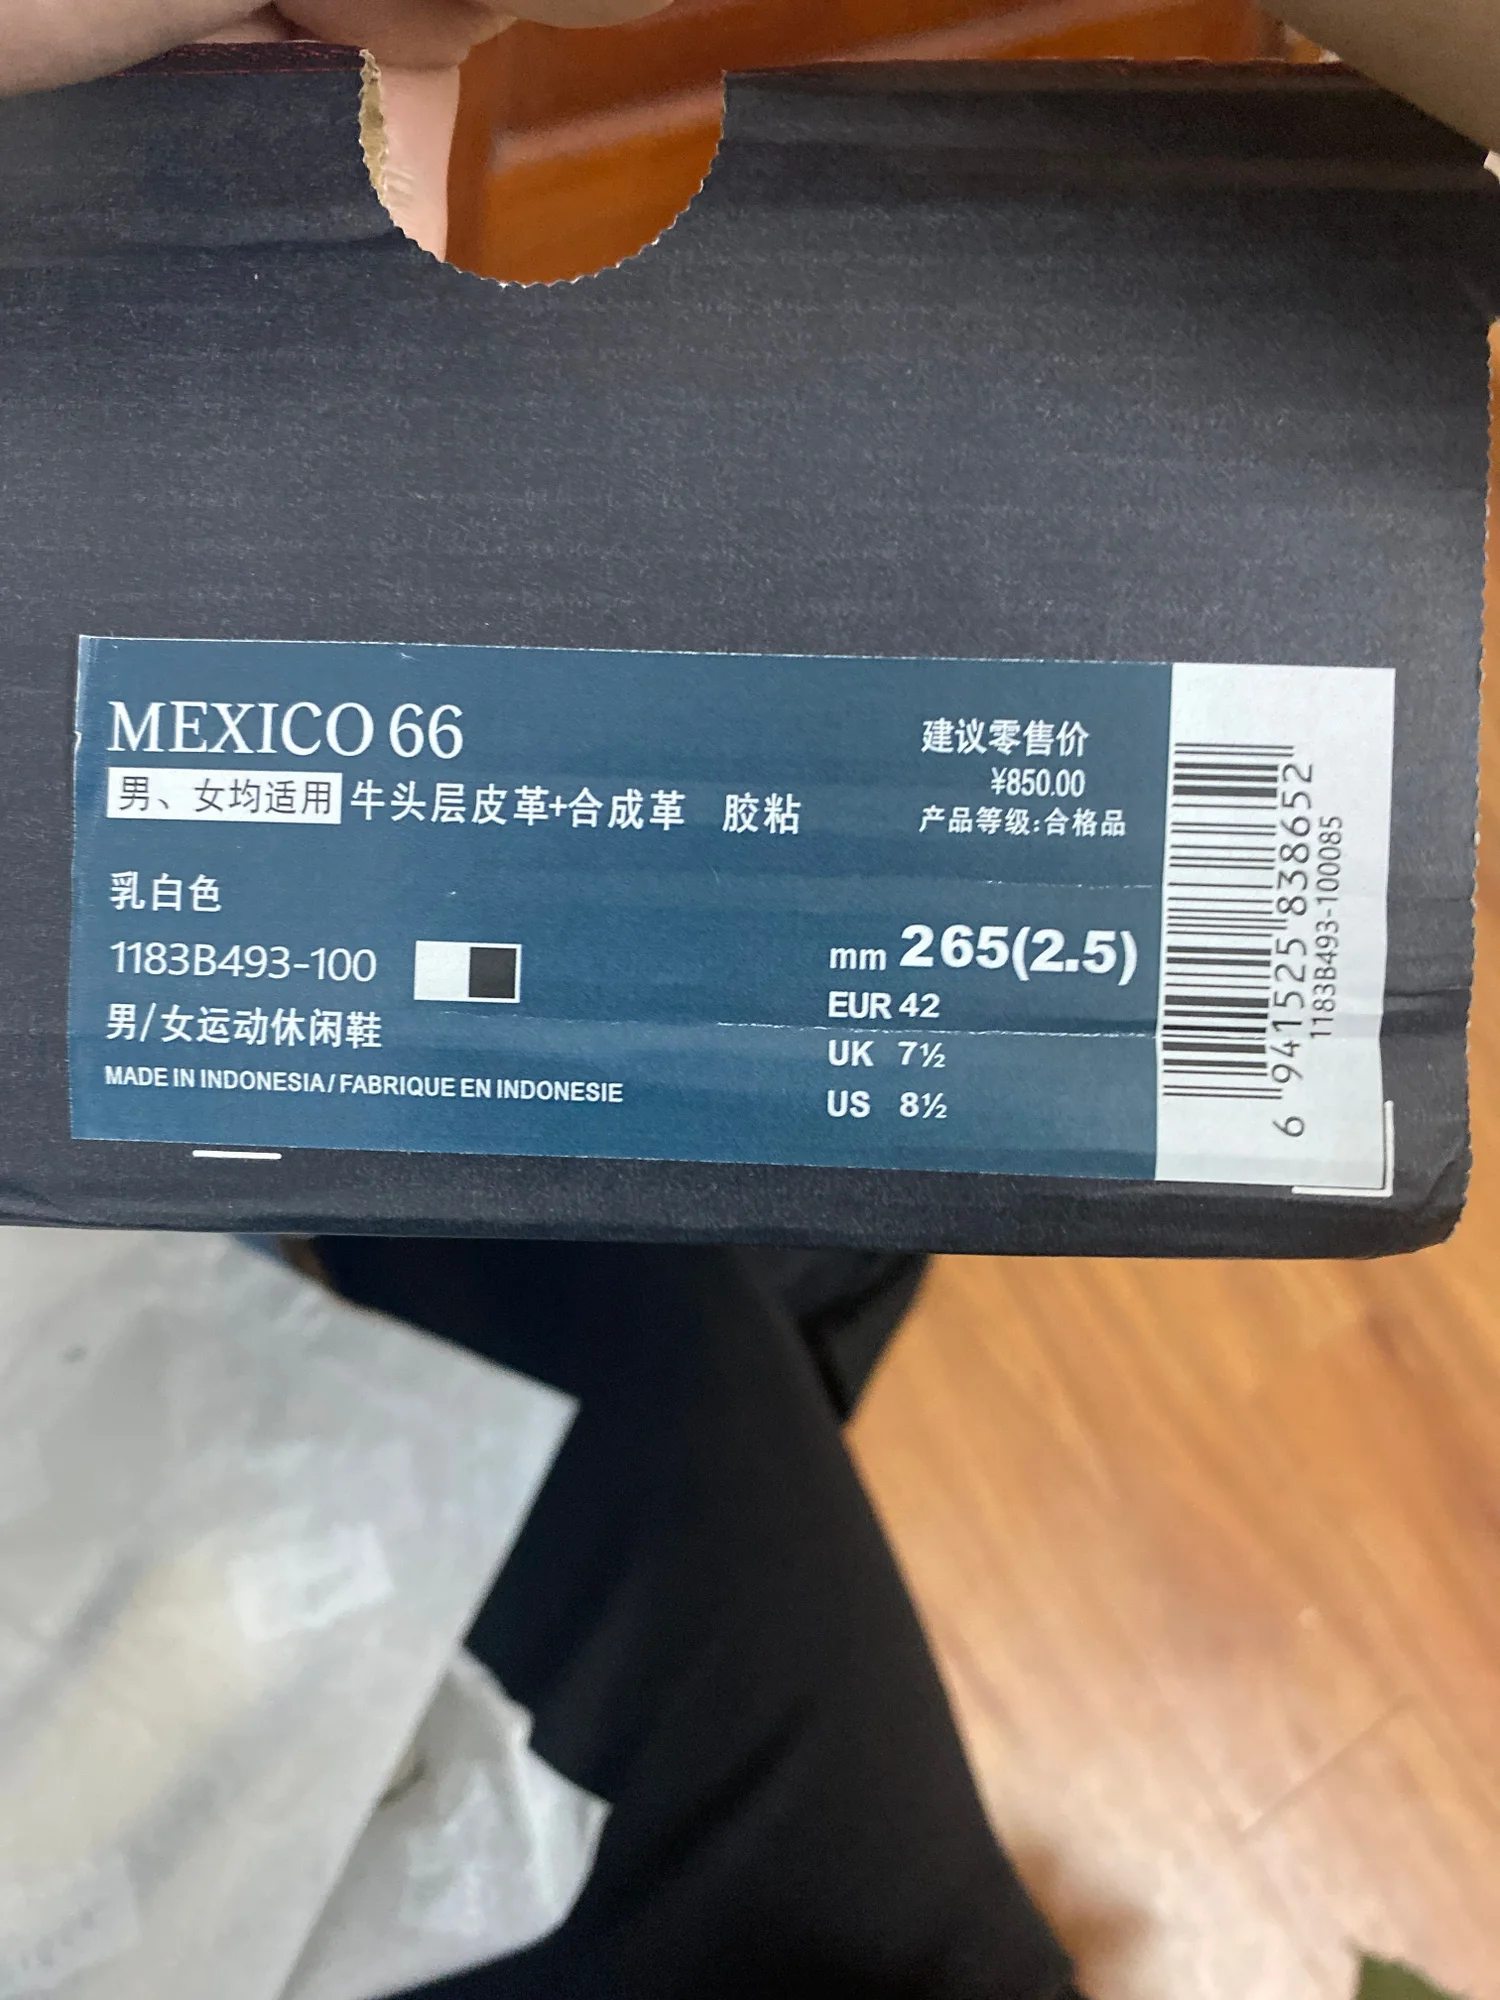 MEXICO 66
男、女均适用 牛头层皮革+合成革 胶粘
建议零售价
¥850.00
产品等级:合格品
乳白色
1183B493-100
男/女运动休闲鞋
MADE IN INDONESIA / FABRIQUE EN INDONESIE
mm 265(2.5)
EUR 42
UK 7½
US 8½
6 941525 838652
1183B493-100085